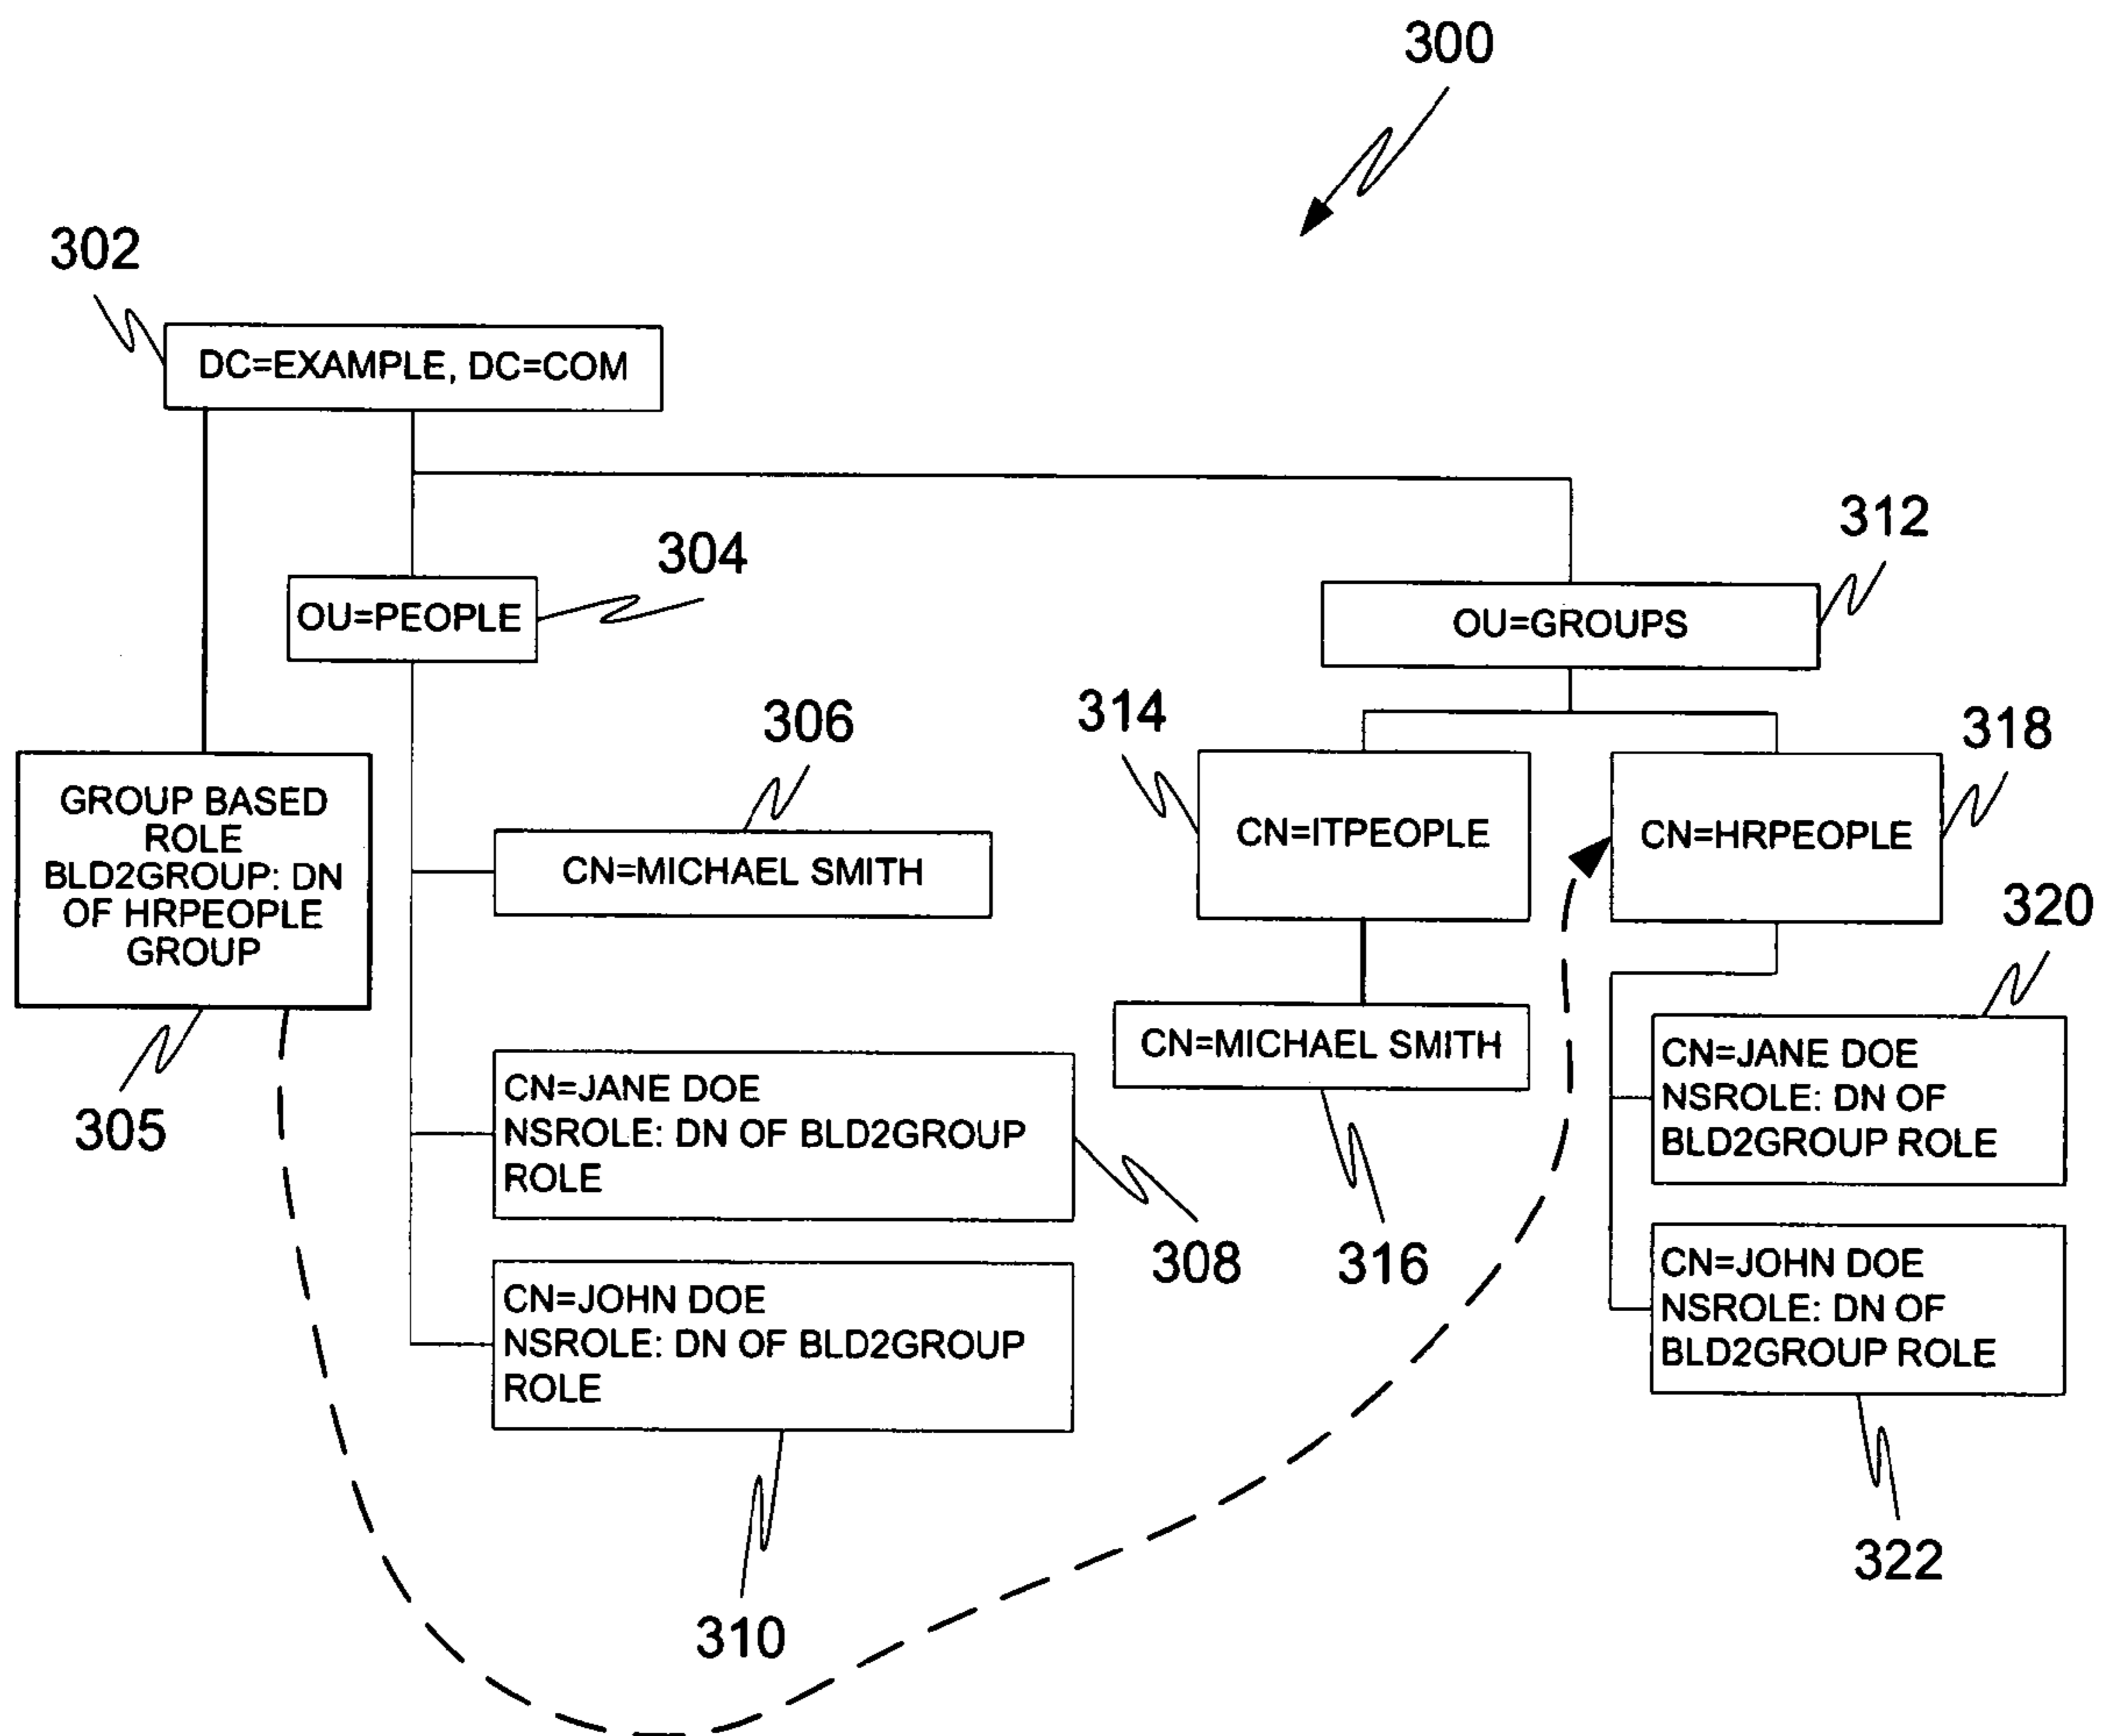 300
302
DC=EXAMPLE, DC=COM
312
304
OU=PEOPLE
OU=GROUPS
306
314
318
GROUP BASED
ROLE
BLD2GROUP: DN
OF HRPEOPLE
GROUP
CN=MICHAEL SMITH
CN=ITPEOPLE
CN=HRPEOPLE
320
305
CN=MICHAEL SMITH
CN=JANE DOE
NSROLE: DN OF BLD2GROUP
ROLE
308
316
CN=JANE DOE
NSROLE: DN OF
BLD2GROUP ROLE
CN=JOHN DOE
NSROLE: DN OF BLD2GROUP
ROLE
310
CN=JOHN DOE
NSROLE: DN OF
BLD2GROUP ROLE
322